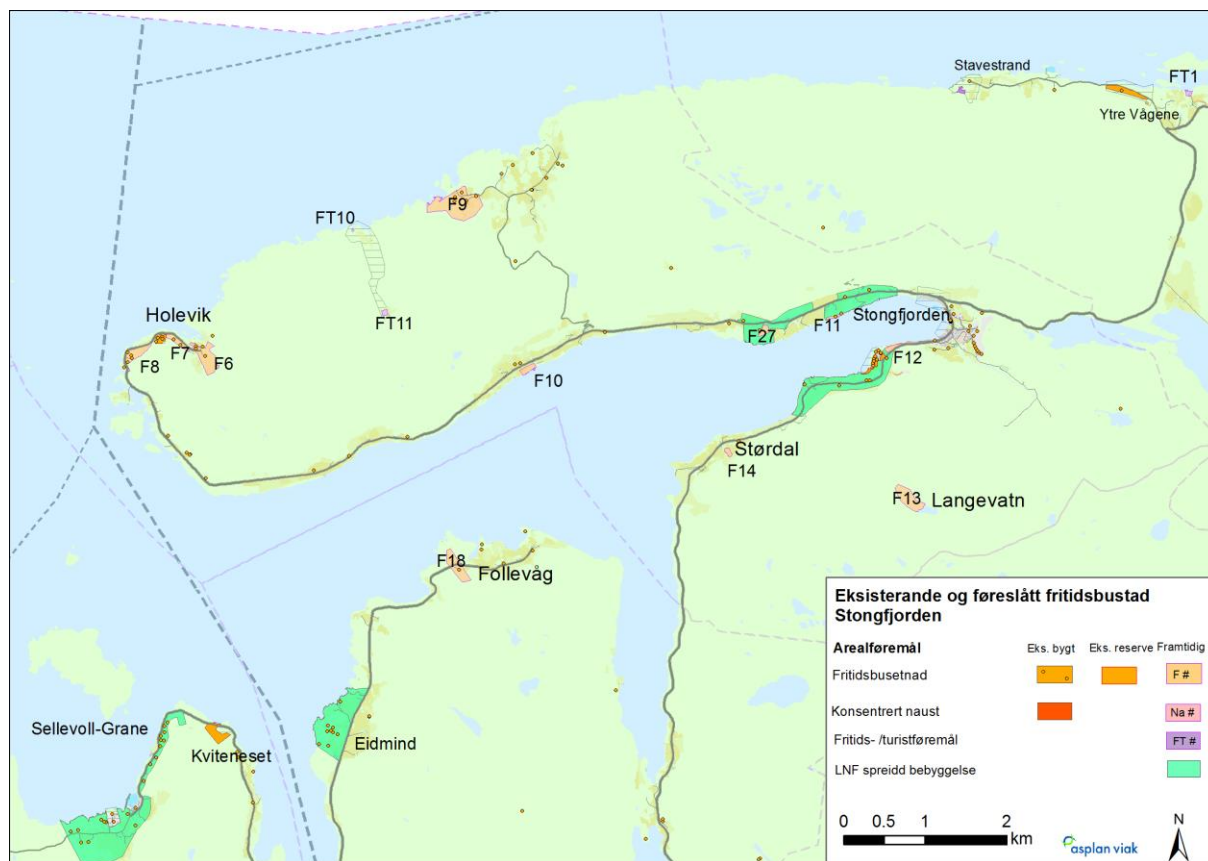 Stavestrand
FT1
Ytre Vågene
F9
FT10
FT11
Holevik
F7
F8
F6
F10
F27
F11
Stongfjorden
F12
Størdal
F14
F13
Langevatn
F18
Follevåg
Sellevoll-Grane
Kviteneset
Eidmind
Eksisterande og føreslått fritidsbustad
Stongfjorden
Arealføremål Eks. bygt Eks. reserve Framtidig
Fritidsbusetnad F #
Konsentrert naust Na #
Fritids- /turistføremål FT #
LNF spreidd bebyggelse
0 0.5 1 2
km
asplan viak
N